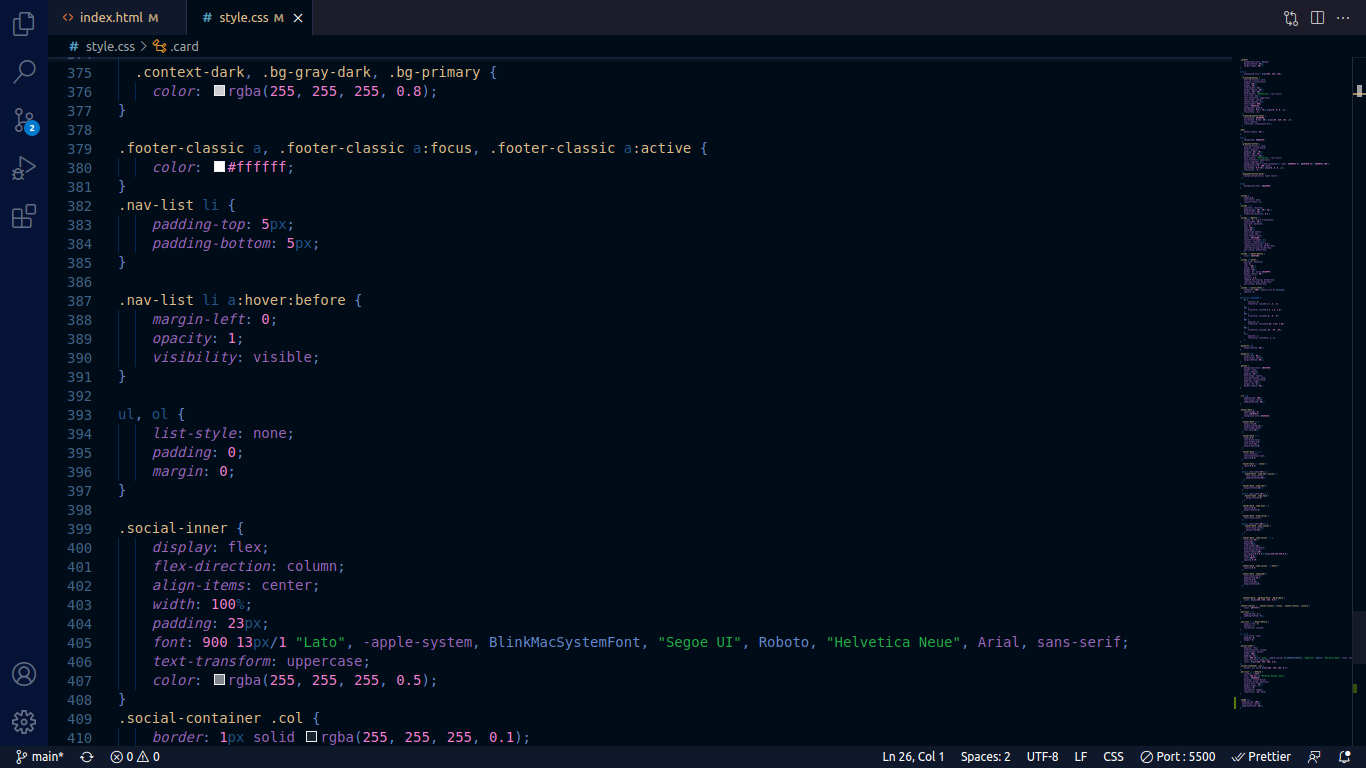 index.html M
# style.css M
# style.css > .card
375 .context-dark, .bg-gray-dark, .bg-primary {
376 color: rgba(255, 255, 255, 0.8);
377 }
378
379 .footer-classic a, .footer-classic a:focus, .footer-classic a:active {
380 color: #ffffff;
381 }
382 .nav-list li {
383 padding-top: 5px;
384 padding-bottom: 5px;
385 }
386
387 .nav-list li a:hover:before {
388 margin-left: 0;
389 opacity: 1;
390 visibility: visible;
391 }
392
393 ul, ol {
394 list-style: none;
395 padding: 0;
396 margin: 0;
397 }
398
399 .social-inner {
400 display: flex;
401 flex-direction: column;
402 align-items: center;
403 width: 100%;
404 padding: 23px;
405 font: 900 13px/1 "Lato", -apple-system, BlinkMacSystemFont, "Segoe UI", Roboto, "Helvetica Neue", Arial, sans-serif;
406 text-transform: uppercase;
407 color: rgba(255, 255, 255, 0.5);
408 }
409 .social-container .col {
410 border: 1px solid rgba(255, 255, 255, 0.1);
2
main* 0 0 Ln 26, Col 1 Spaces: 2 UTF-8 LF CSS Port : 5500 Prettier